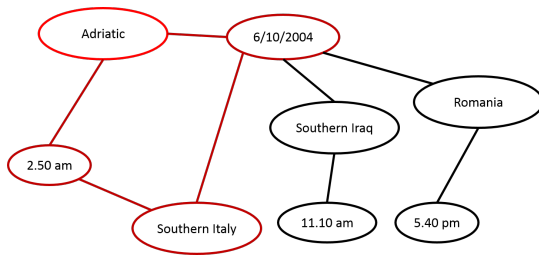 Adriatic
6/10/2004
Romania
Southern Iraq
2.50 am
Southern Italy
11.10 am
5.40 pm